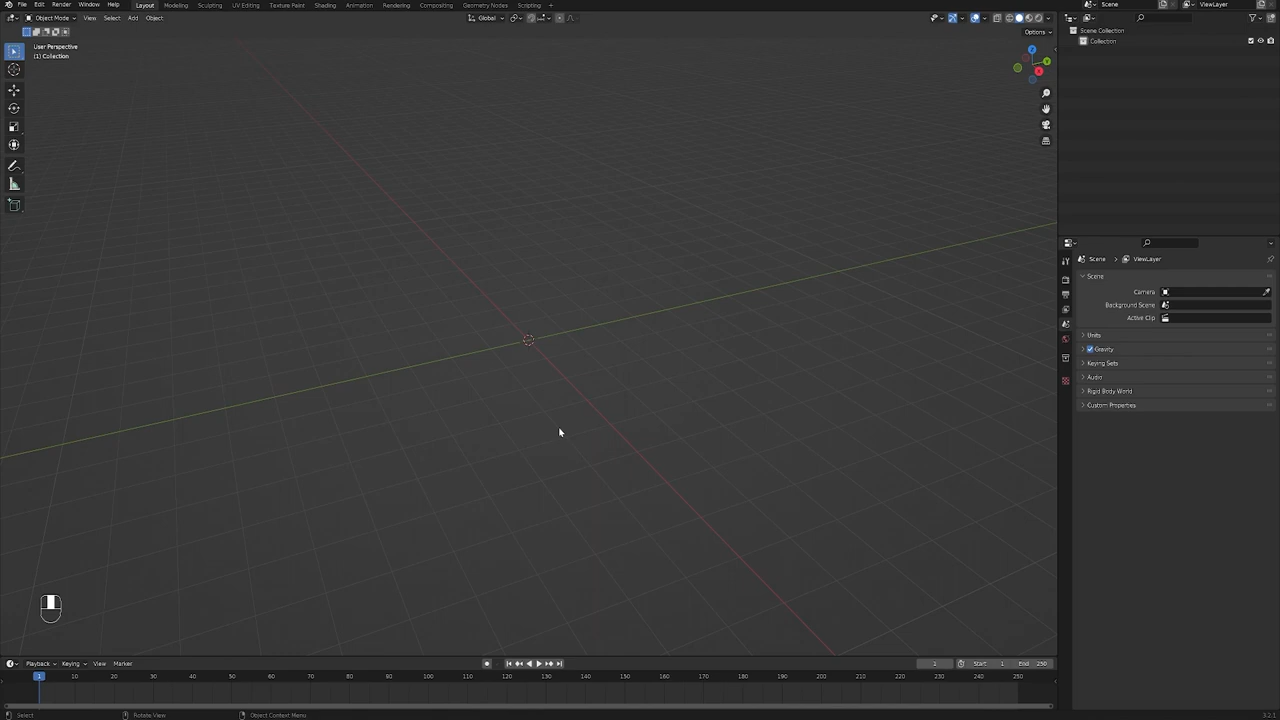 File Edit Render Window Help Layout Modeling Sculpting UV Editing Texture Paint Shading Animation Rendering Compositing Geometry Nodes Scripting + Scene ViewLayer
Object Mode View Select Add Object Global
Options
User Perspective
(1) Collection
Scene Collection
Collection
Z
Y
X
Scene > ViewLayer
Scene
Camera
Background Scene
Active Clip
Units
Gravity
Keying Sets
Audio
Rigid Body World
Custom Properties
Playback Keying View Marker 1 Start 1 End 250
1 10 20 30 40 50 60 70 80 90 100 110 120 130 140 150 160 170 180 190 200 210 220 230 240 250
Select Rotate View Object Context Menu 3.2.1